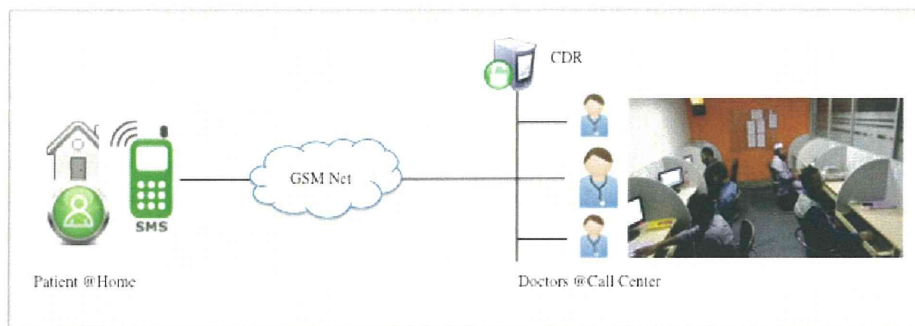 CDR
GSM Net
SMS
Patient @Home
Doctors @Call Center